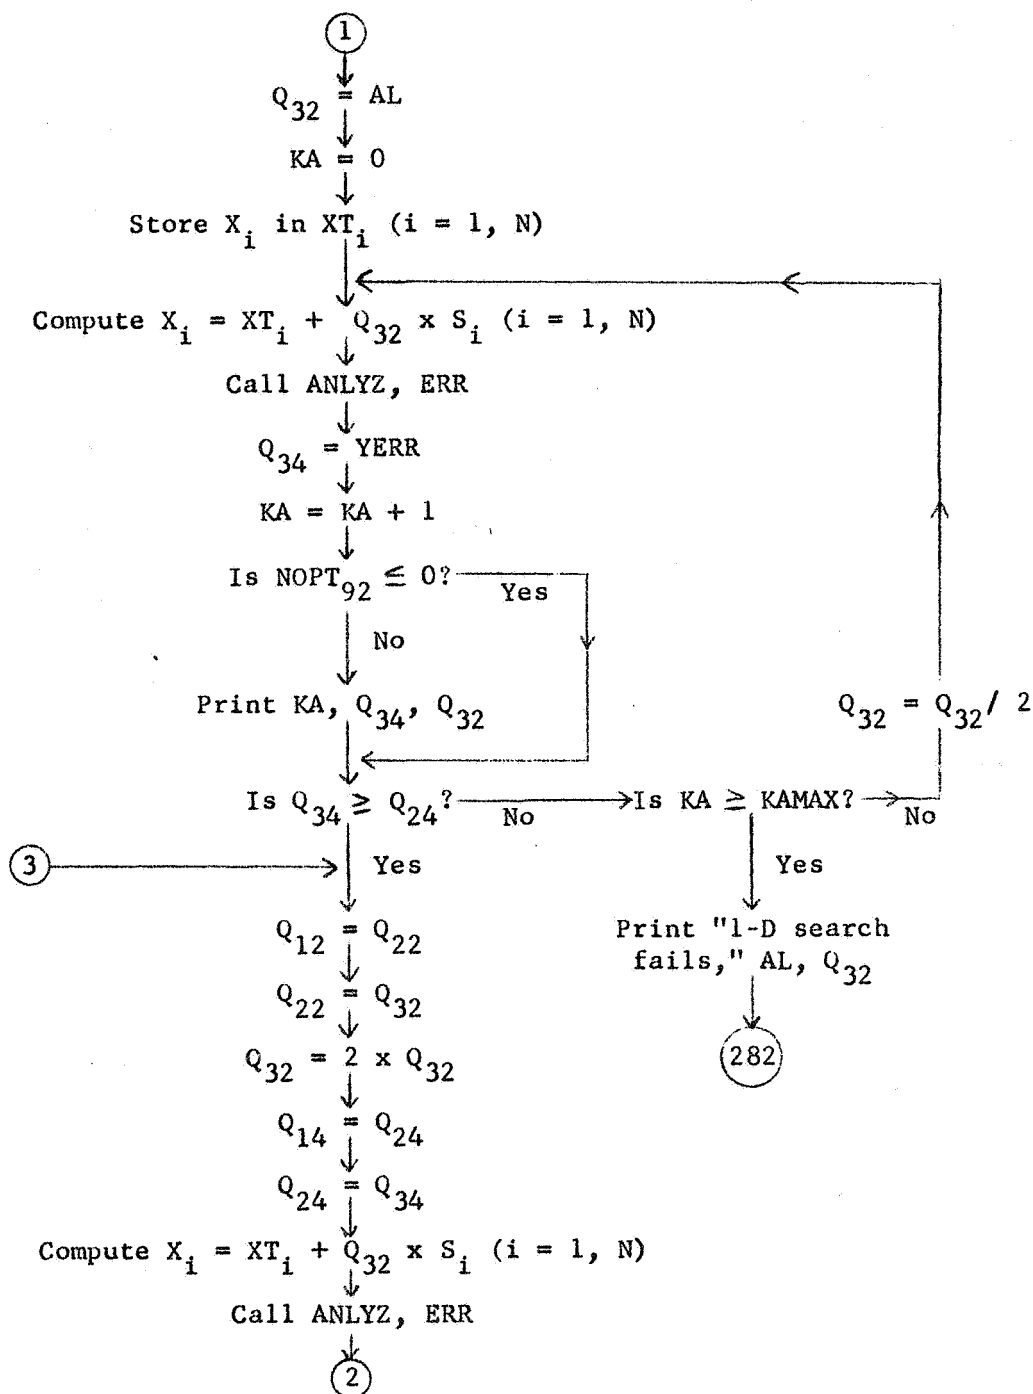 1
Q32 = AL
KA = 0
Store Xi in XTi (i = 1, N)
Compute Xi = XTi + Q32 x Si (i = 1, N)
Call ANLYZ, ERR
Q34 = YERR
KA = KA + 1
Is NOPT92 ≦ 0?
Yes
No
Print KA, Q34, Q32
Q32 = Q32/ 2
Is Q34 ≧ Q24?
No
Is KA ≧ KAMAX?
No
3
Yes
Yes
Q12 = Q22
Print "1-D search
fails," AL, Q32
Q22 = Q32
Q32 = 2 x Q32
282
Q14 = Q24
Q24 = Q34
Compute Xi = XTi + Q32 x Si (i = 1, N)
Call ANLYZ, ERR
2